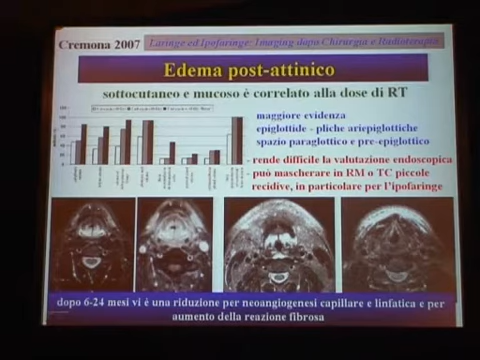 Cremona 2007
Laringe ed Ipofaringe: Imaging dopo Chirurgia e Radioterapia
Edema post-attinico
sottocutaneo e mucoso è correlato alla dose di RT
maggiore evidenza
epiglottide - pliche ariepiglottiche
spazio paraglottico e pre-epiglottico
- rende difficile la valutazione endoscopica
- può mascherare in RM o TC piccole
recidive, in particolare per l'ipofaringe
dopo 6-24 mesi vi è una riduzione per neoangiogenesi capillare e linfatica e per
aumento della reazione fibrosa